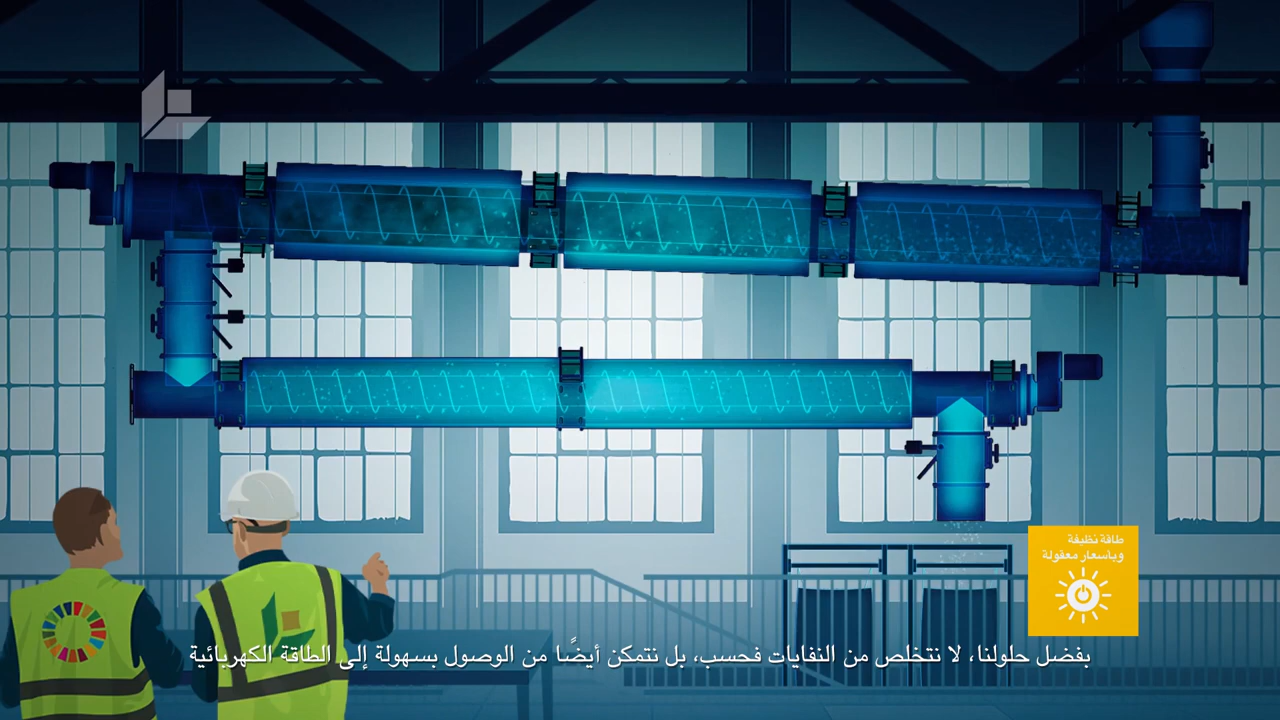 طاقة نظيفة
وبأسعار معقولة
بفضل حلولنا، لا نتخلص من النفايات فحسب، بل نتمكن أيضًا من الوصول بسهولة إلى الطاقة الكهربائية